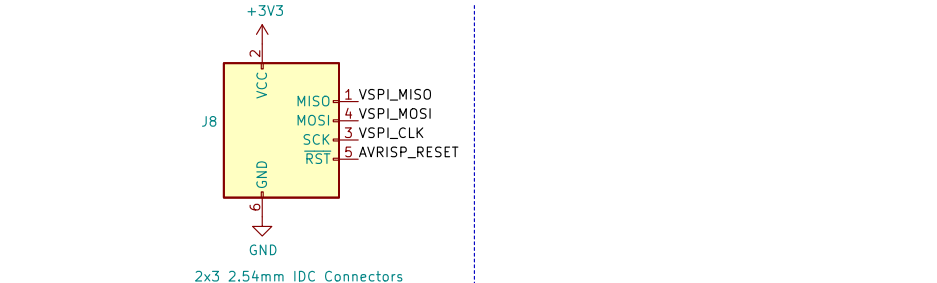 +3V3
2
VCC
MISO 1 VSPI_MISO
MOSI 4 VSPI_MOSI
J8
SCK 3 VSPI_CLK
RST 5 AVRISP_RESET
GND
6
GND
2x3 2.54mm IDC Connectors